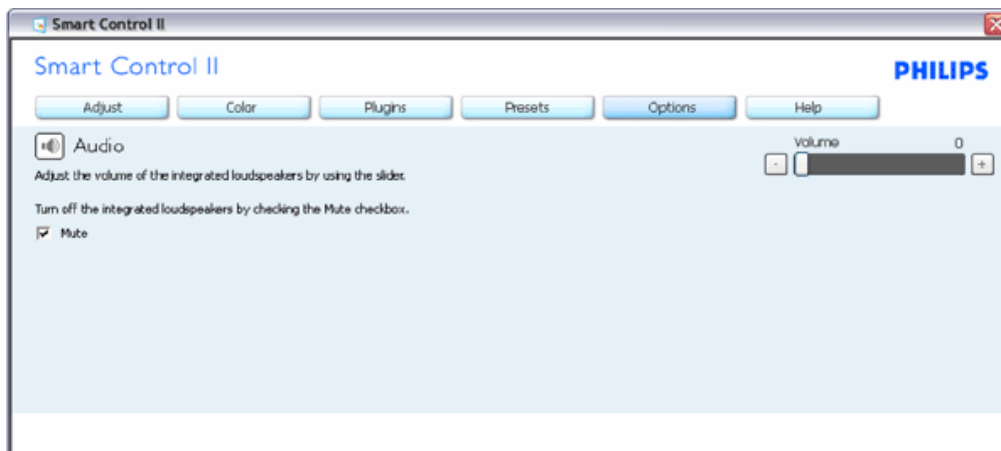 Smart Control II
Smart Control II
PHILIPS
Adjust Color Plugins Presets Options Help
Audio
Volume 0
- +
Adjust the volume of the integrated loudspeakers by using the slider.
Turn off the integrated loudspeakers by checking the Mute checkbox.
Mute